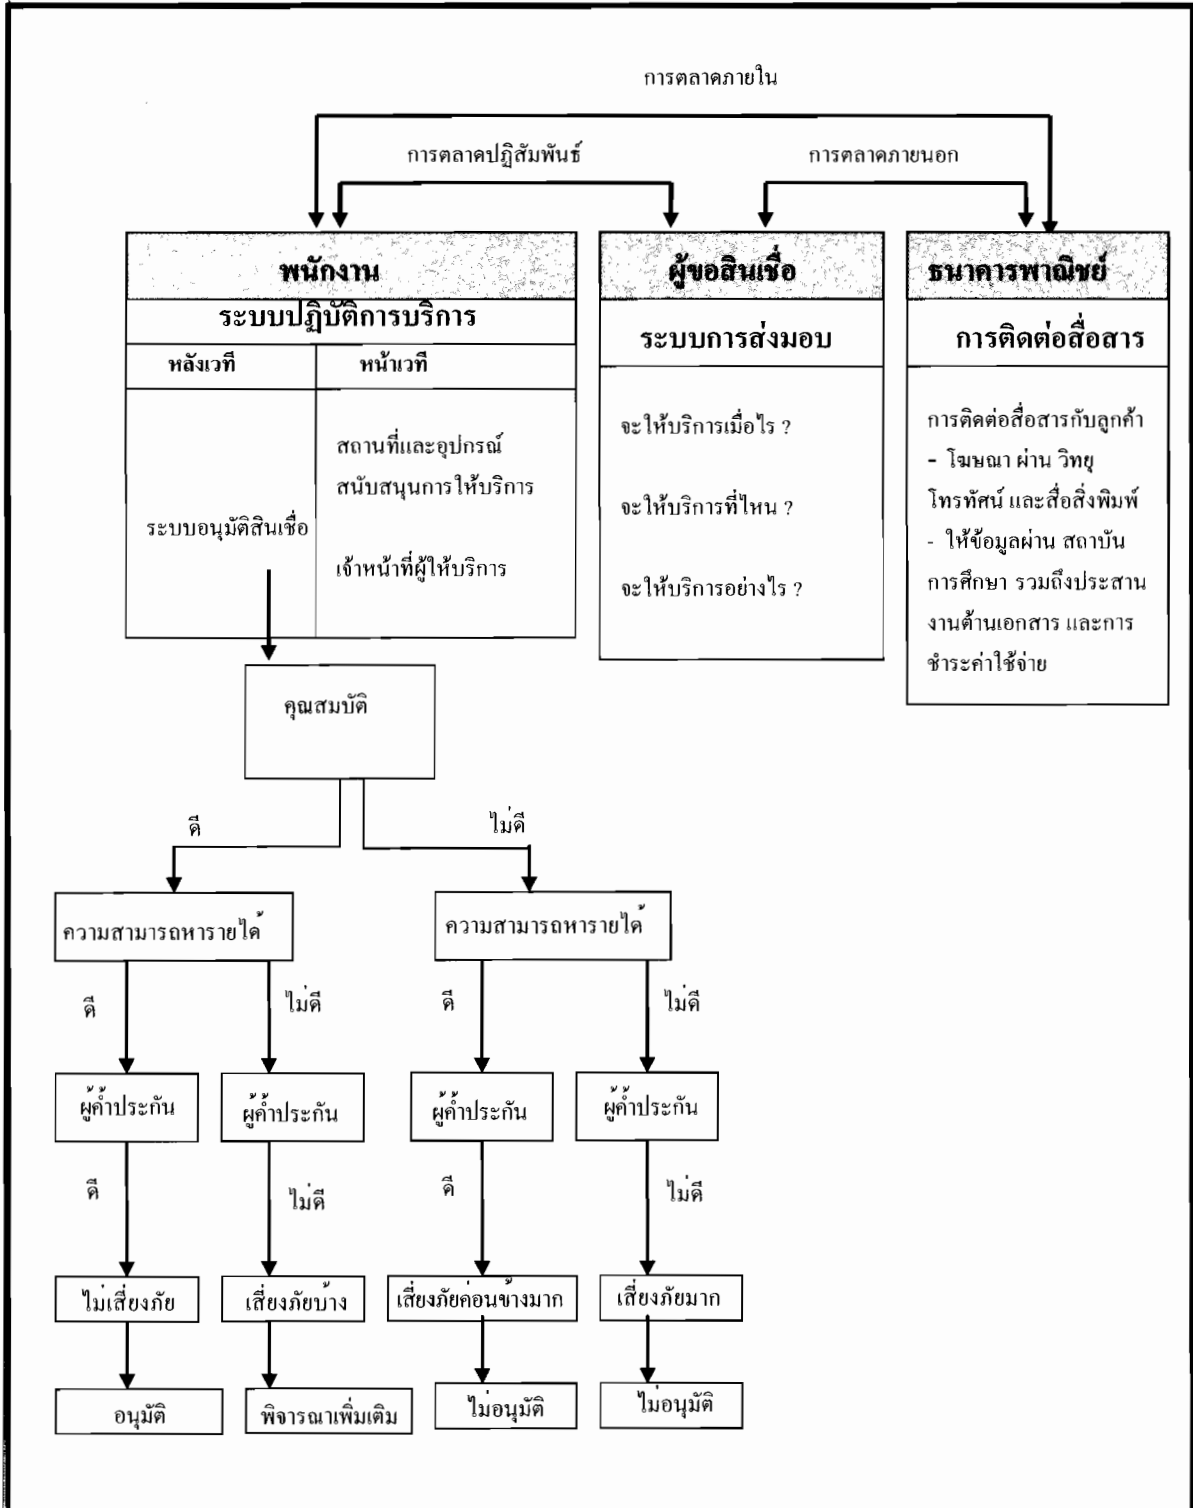 การตลาดภายใน
การตลาดปฏิสัมพันธ์
การตลาดภายนอก
พนักงาน
ระบบปฏิบัติการบริการ
หลังเวที
หน้าเวที
ระบบอนุมัติสินเชื่อ
สถานที่และอุปกรณ์
สนับสนุนการให้บริการ
เจ้าหน้าที่ผู้ให้บริการ
ผู้ขอสินเชื่อ
ระบบการส่งมอบ
จะให้บริการเมื่อไร ?
จะให้บริการที่ไหน ?
จะให้บริการอย่างไร ?
ธนาคารพาณิชย์
การติดต่อสื่อสาร
การติดต่อสื่อสารกับลูกค้า
- โฆษณา ผ่าน วิทยุ
โทรทัศน์ และสื่อสิ่งพิมพ์
- ให้ข้อมูลผ่าน สถาบัน
การศึกษา รวมถึงประสาน
งานด้านเอกสาร และการ
ชำระค่าใช้จ่าย
คุณสมบัติ
ดี
ไม่ดี
ความสามารถหารายได้
ความสามารถหารายได้
ดี
ไม่ดี
ดี
ไม่ดี
ผู้ค้ำประกัน
ผู้ค้ำประกัน
ผู้ค้ำประกัน
ผู้ค้ำประกัน
ดี
ไม่ดี
ดี
ไม่ดี
ไม่เสี่ยงภัย
เสี่ยงภัยบ้าง
เสี่ยงภัยค่อนข้างมาก
เสี่ยงภัยมาก
อนุมัติ
พิจารณาเพิ่มเติม
ไม่อนุมัติ
ไม่อนุมัติ